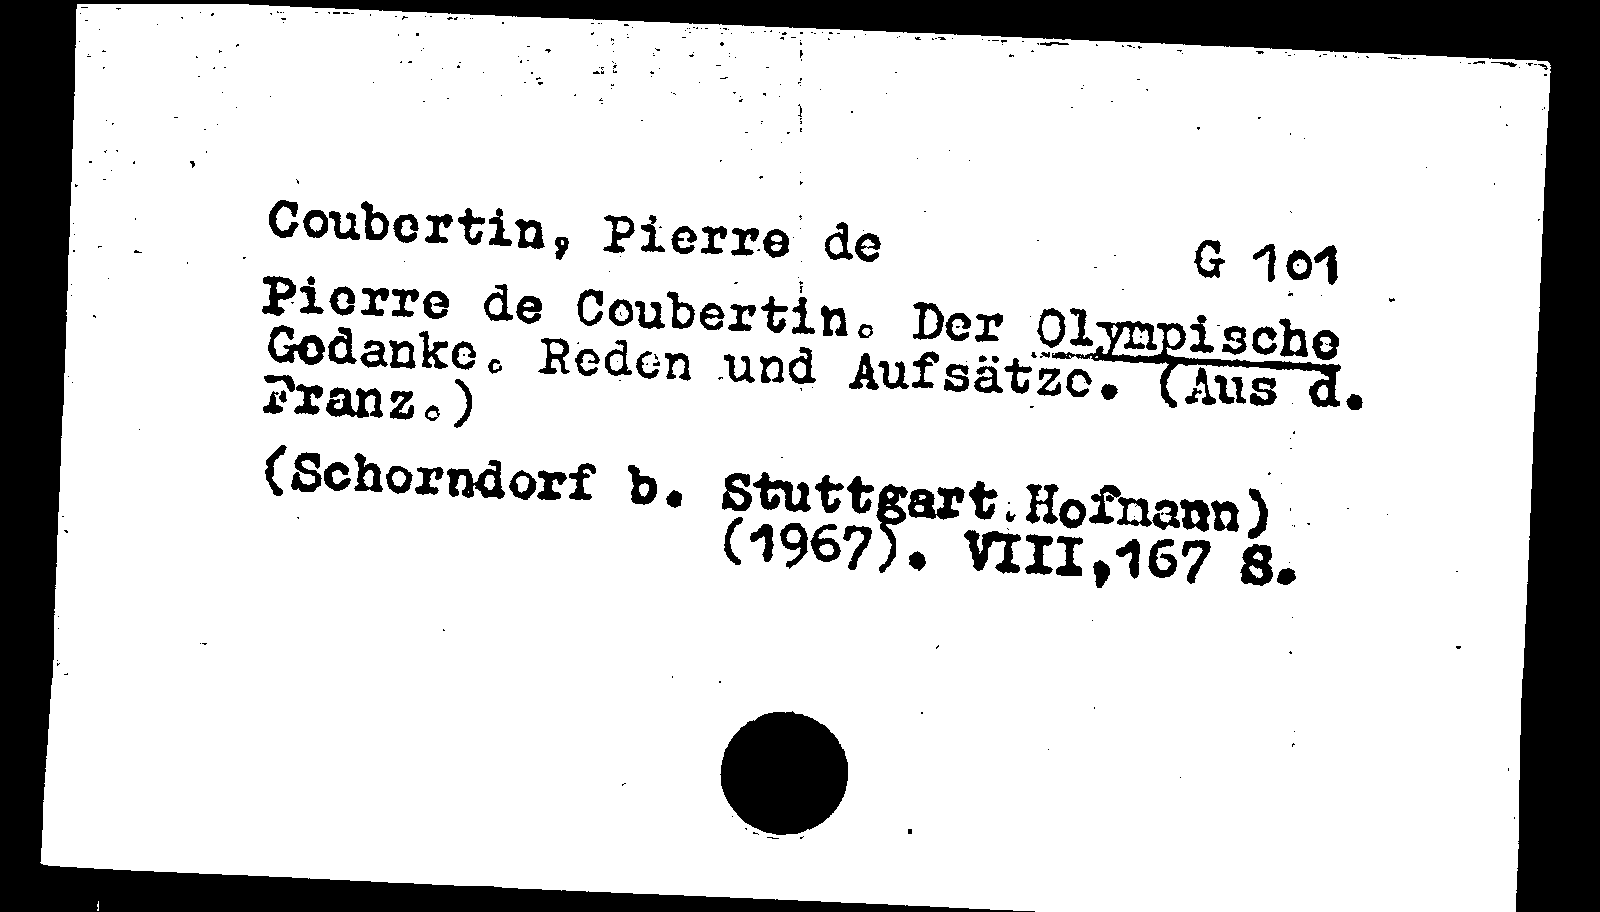 Coubertin, Pierre de
G 101
Pierre de Coubertin. Der Olympische
Gedanke. Reden und Aufsätze. (Aus d.
Franz.)
(Schorndorf b. Stuttgart.Hofmann)
(1967). VIII,167 S.